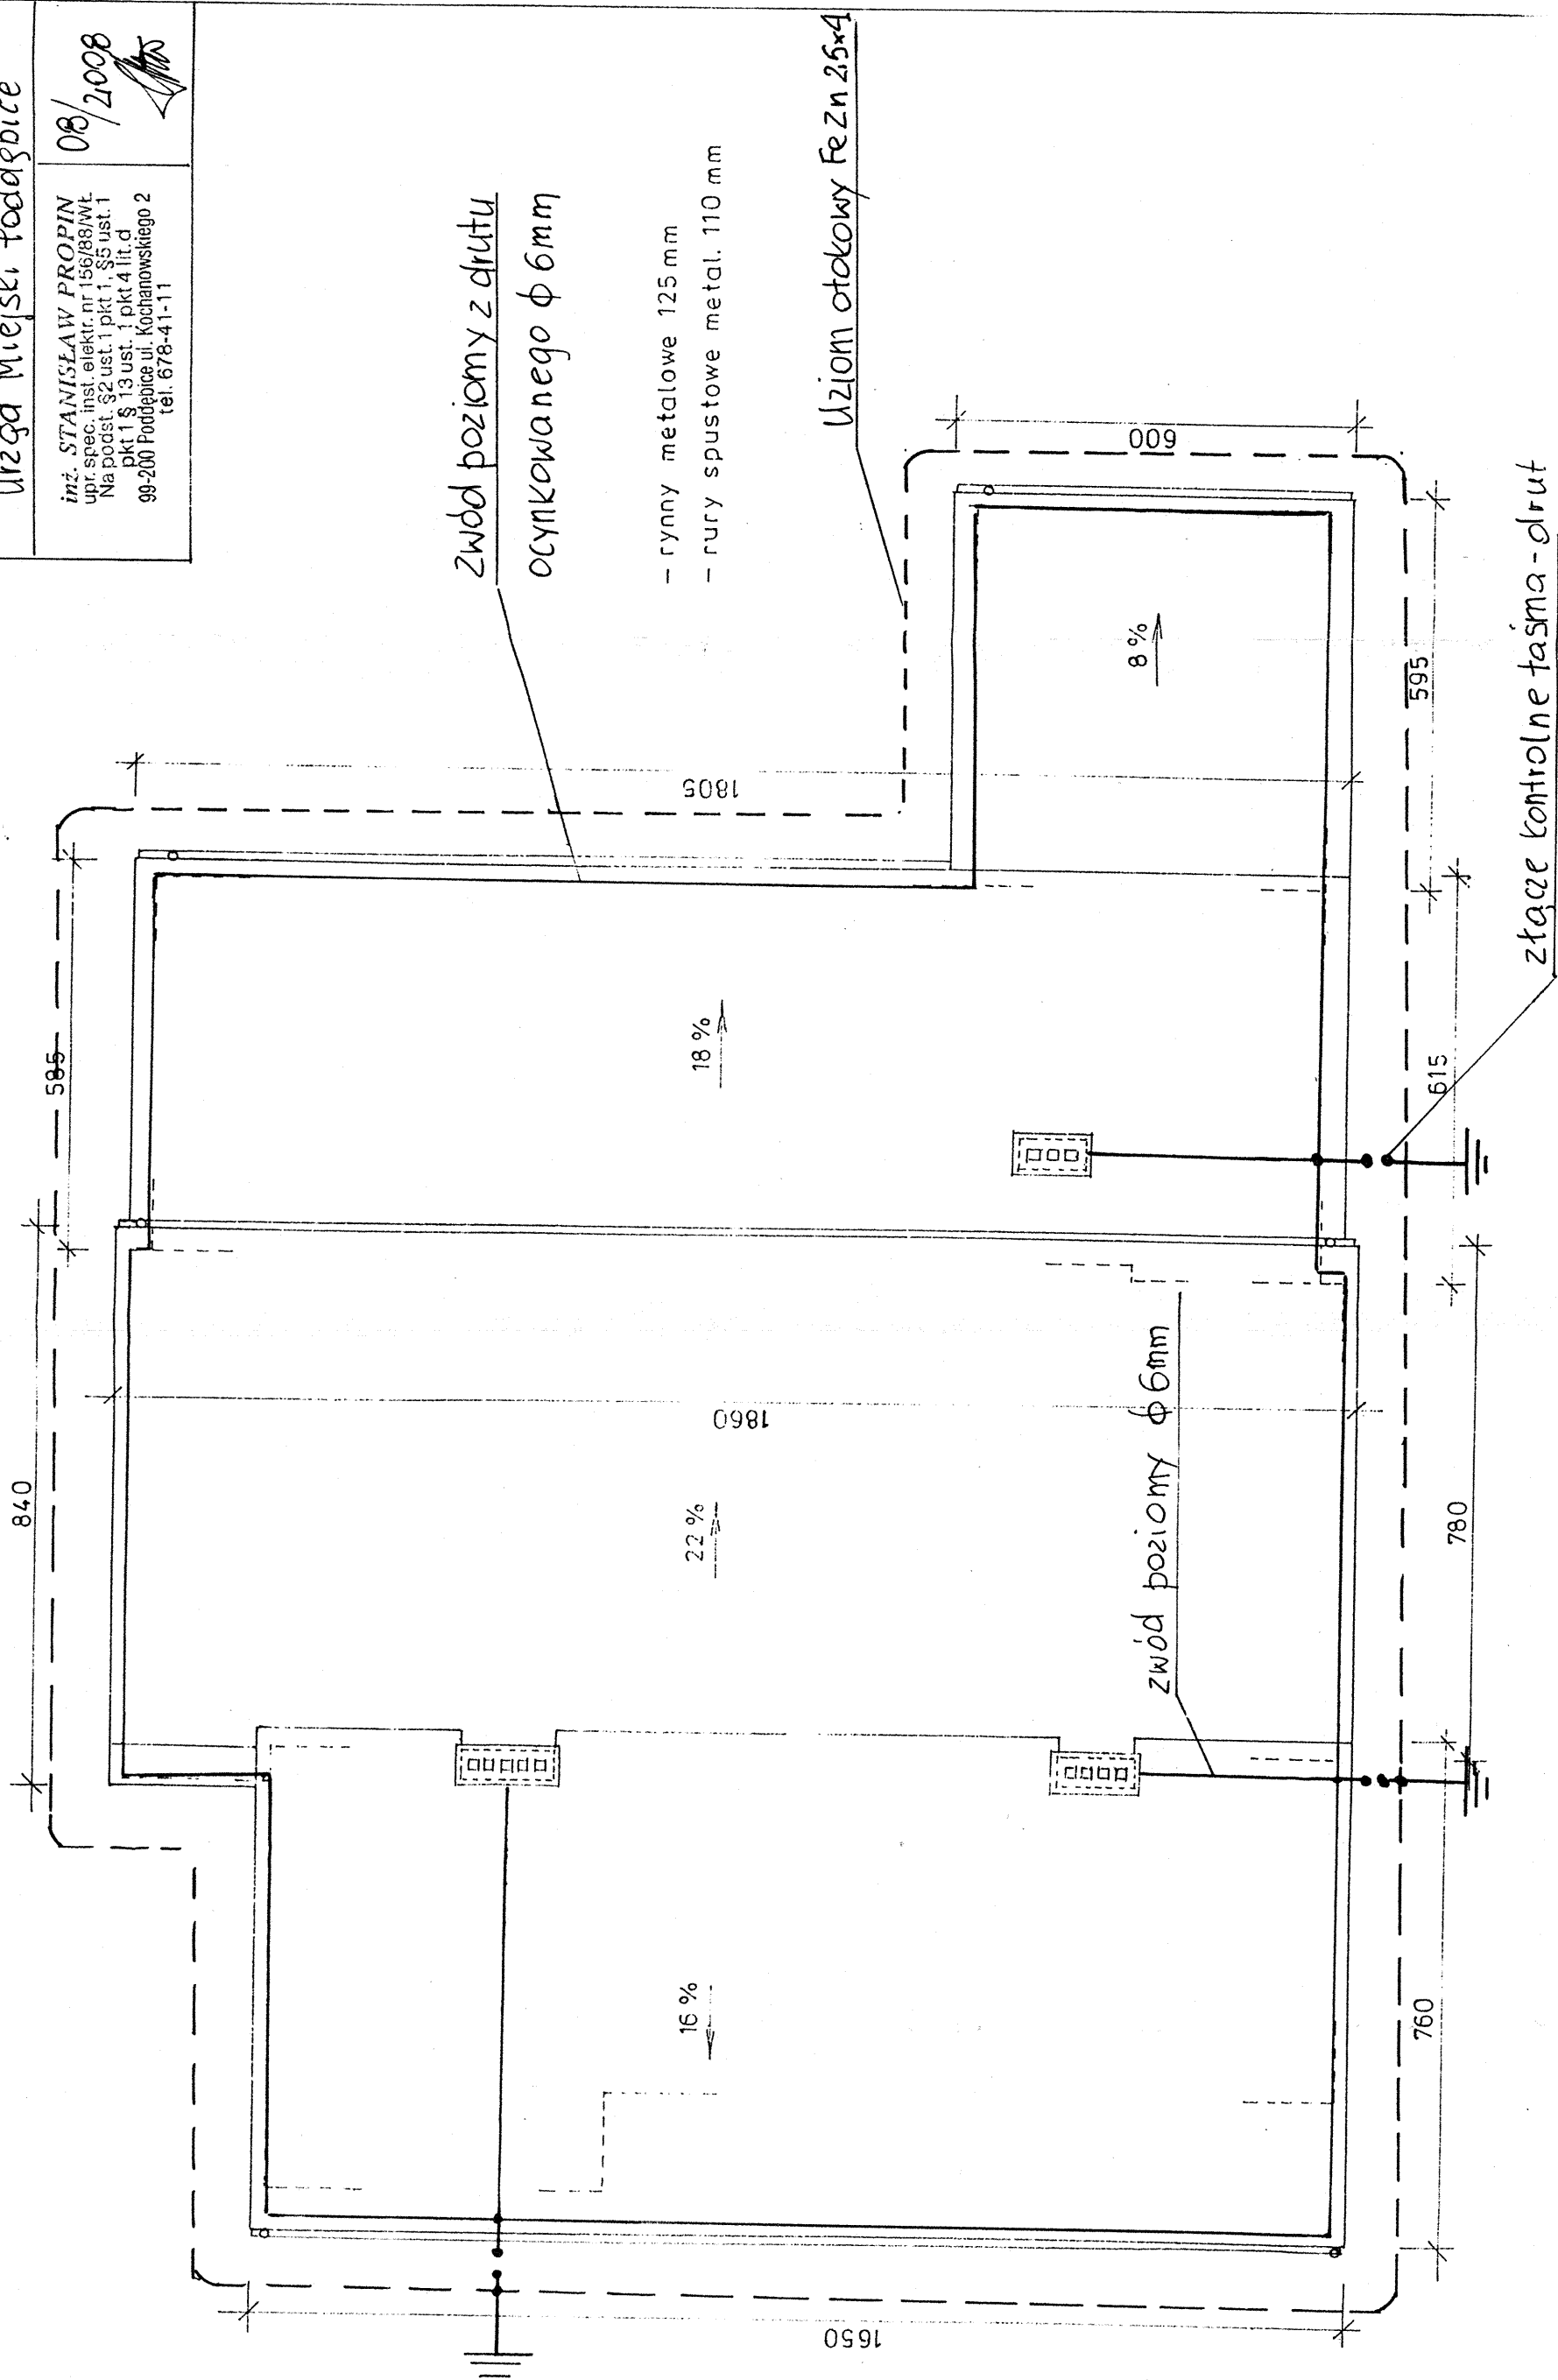 Urząd Miejski Poddębice
inż. STANISŁAW PROPIN
upr. spec. inst. elektr. nr 156/88/WŁ
Na podst. §2 ust. 1 pkt 1, §5 ust. 1
pkt 1 § 13 ust. 1 pkt 4 lit. d
99-200 Poddębice ul. Kochanowskiego 2
tel. 678-41-11
08/2008
zwód poziomy z drutu
ocynkowanego ϕ 6mm
- rynny metalowe 125 mm
- rury spustowe metal. 110 mm
Uziom otokowy FeZn 25x4
840
585
1805
600
8 %
595
18 %
615
złącze kontrolne taśma-drut
1860
22 %
zwód poziomy ϕ 6mm
780
16 %
760
1650